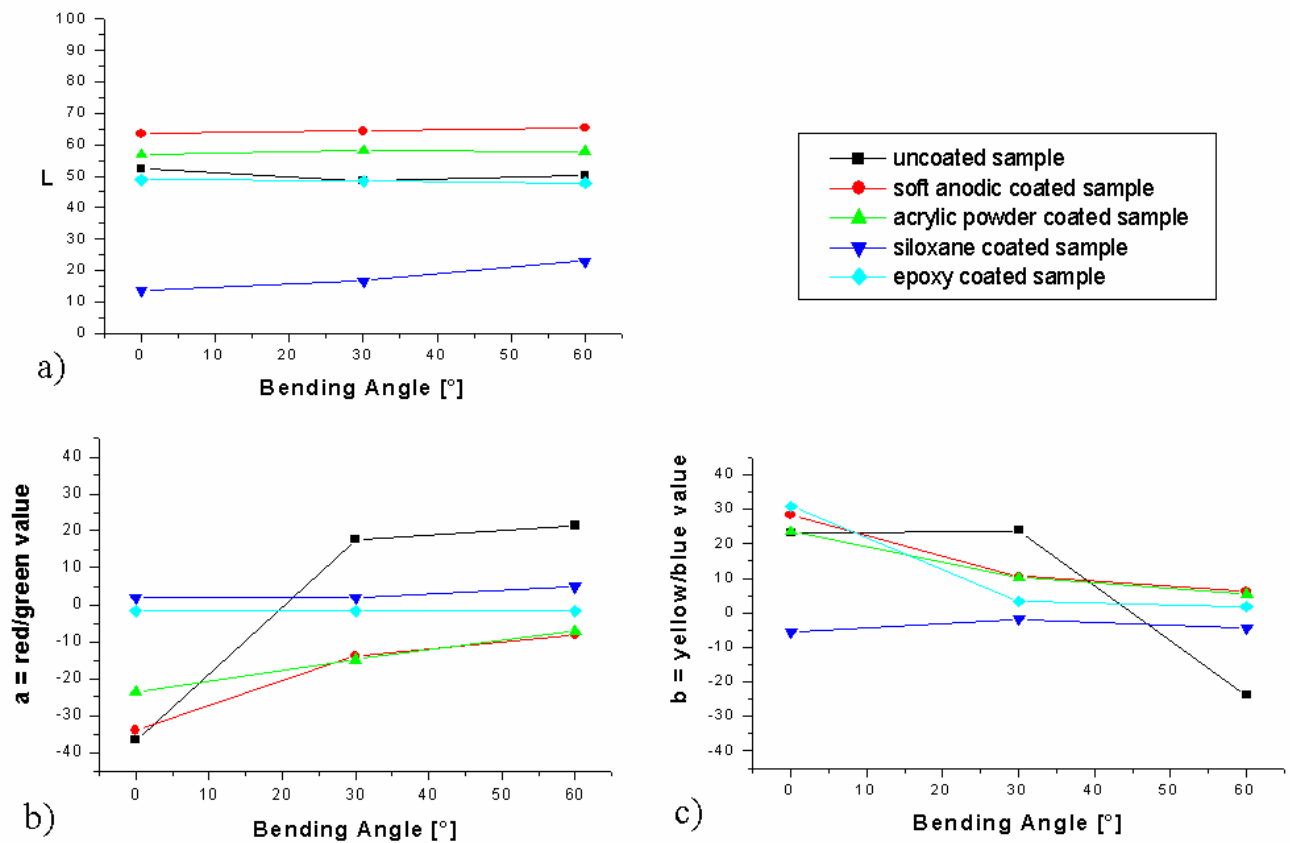 100
90
80
70
60
50
40
30
20
10
0
L
0 10 20 30 40 50 60
Bending Angle [°]
a)
uncoated sample
soft anodic coated sample
acrylic powder coated sample
siloxane coated sample
epoxy coated sample
40
30
20
10
0
-10
-20
-30
-40
a = red/green value
0 10 20 30 40 50 60
Bending Angle [°]
b)
40
30
20
10
0
-10
-20
-30
-40
b = yellow/blue value
0 10 20 30 40 50 60
Bending Angle [°]
c)